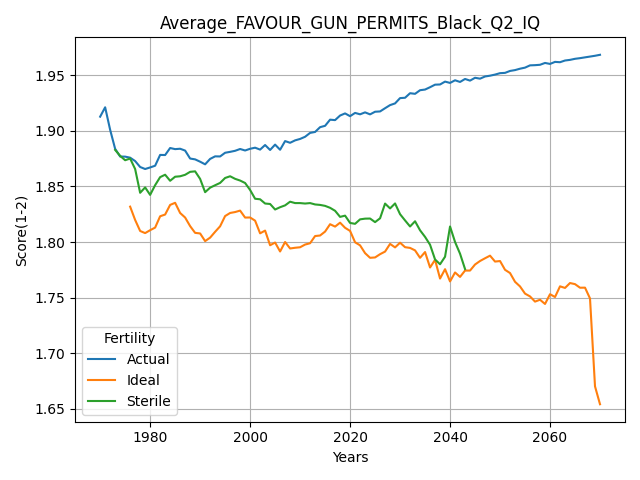 Average_FAVOUR_GUN_PERMITS_Black_Q2_IQ
Score(1-2)
1.95
1.90
1.85
1.80
1.75
1.70
1.65
Fertility
Actual
Ideal
Sterile
1980
2000
2020
2040
2060
Years